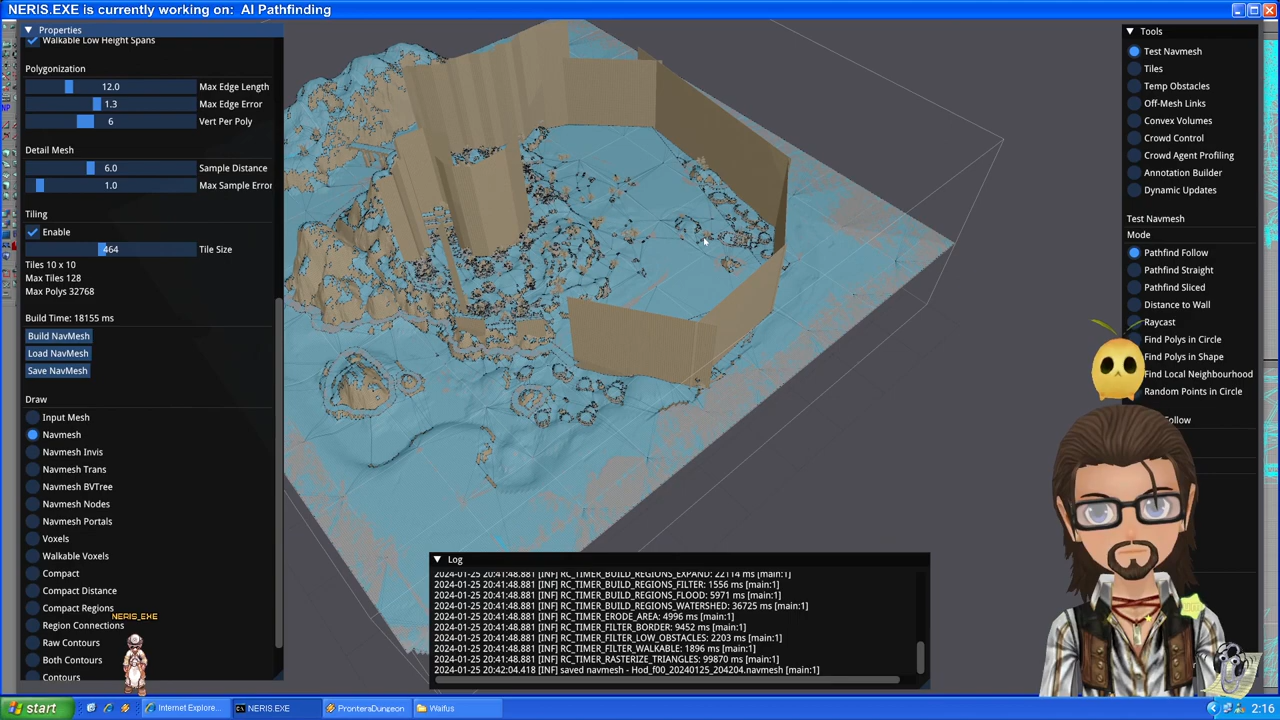 NERIS.EXE is currently working on: AI Pathfinding
Properties
Walkable Low Height Spans
Polygonization
12.0 Max Edge Length
1.3 Max Edge Error
6 Vert Per Poly
Detail Mesh
6.0 Sample Distance
1.0 Max Sample Error
Tiling
Enable
464 Tile Size
Tiles 10 x 10
Max Tiles 128
Max Polys 32768
Build Time: 18155 ms
Build NavMesh
Load NavMesh
Save NavMesh
Draw
Input Mesh
Navmesh
Navmesh Invis
Navmesh Trans
Navmesh BVTree
Navmesh Nodes
Navmesh Portals
Voxels
Walkable Voxels
Compact
Compact Distance
Compact Regions
Region Connections
Raw Contours
Both Contours
Contours
NERIS_EXE
Log
2024-01-25 20:41:48.881 [INF] RC_TIMER_BUILD_REGIONS_EXPAND: 22114 ms [main:1]
2024-01-25 20:41:48.881 [INF] RC_TIMER_BUILD_REGIONS_FILTER: 1556 ms [main:1]
2024-01-25 20:41:48.881 [INF] RC_TIMER_BUILD_REGIONS_FLOOD: 5971 ms [main:1]
2024-01-25 20:41:48.881 [INF] RC_TIMER_BUILD_REGIONS_WATERSHED: 36725 ms [main:1]
2024-01-25 20:41:48.881 [INF] RC_TIMER_ERODE_AREA: 4996 ms [main:1]
2024-01-25 20:41:48.881 [INF] RC_TIMER_FILTER_BORDER: 9452 ms [main:1]
2024-01-25 20:41:48.881 [INF] RC_TIMER_FILTER_LOW_OBSTACLES: 2203 ms [main:1]
2024-01-25 20:41:48.881 [INF] RC_TIMER_FILTER_WALKABLE: 1896 ms [main:1]
2024-01-25 20:41:48.881 [INF] RC_TIMER_RASTERIZE_TRIANGLES: 99870 ms [main:1]
2024-01-25 20:42:04.418 [INF] saved navmesh - Hod_f00_20240125_204204.navmesh [main:1]
Tools
Test Navmesh
Tiles
Temp Obstacles
Off-Mesh Links
Convex Volumes
Crowd Control
Crowd Agent Profiling
Annotation Builder
Dynamic Updates
Test Navmesh
Mode
Pathfind Follow
Pathfind Straight
Pathfind Sliced
Distance to Wall
Raycast
Find Polys in Circle
Find Polys in Shape
Find Local Neighbourhood
Random Points in Circle
Follow
start
Internet Explore...
NERIS.EXE
PronteraDungeon
Waifus
2:16